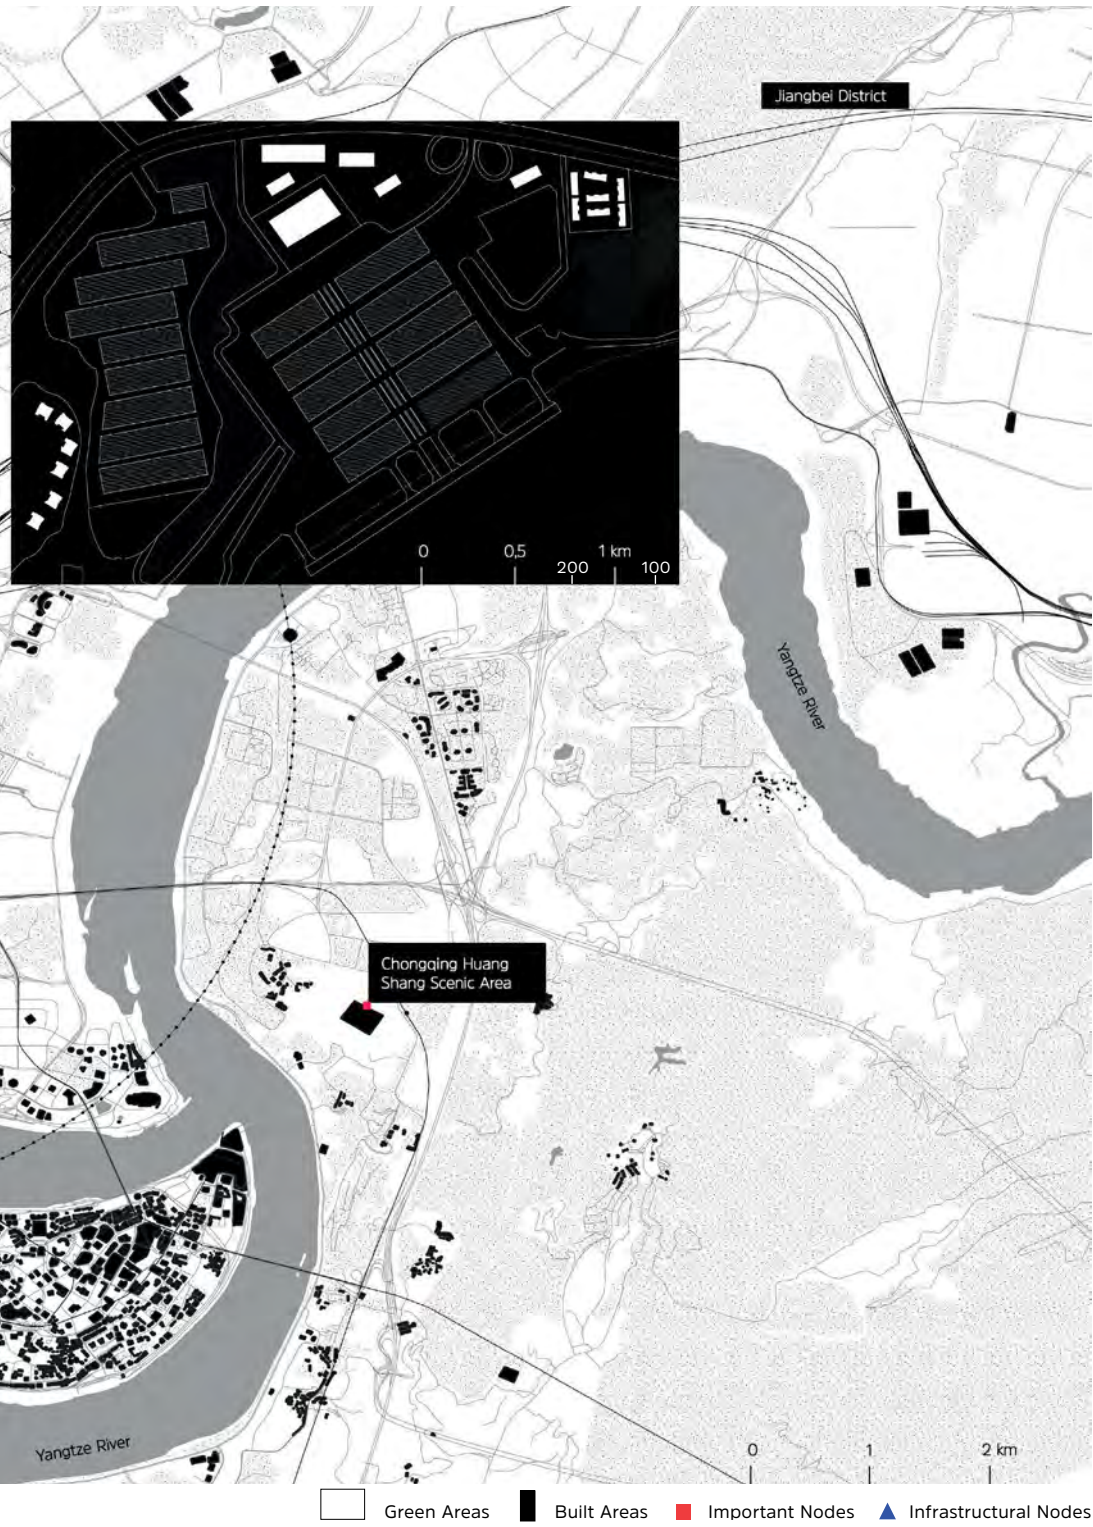 Jiangbei District
0 0,5 1 km
200 100
Yangtze River
Chongqing Huang
Shang Scenic Area
Yangtze River
0 1 2 km
Green Areas Built Areas Important Nodes Infrastructural Nodes